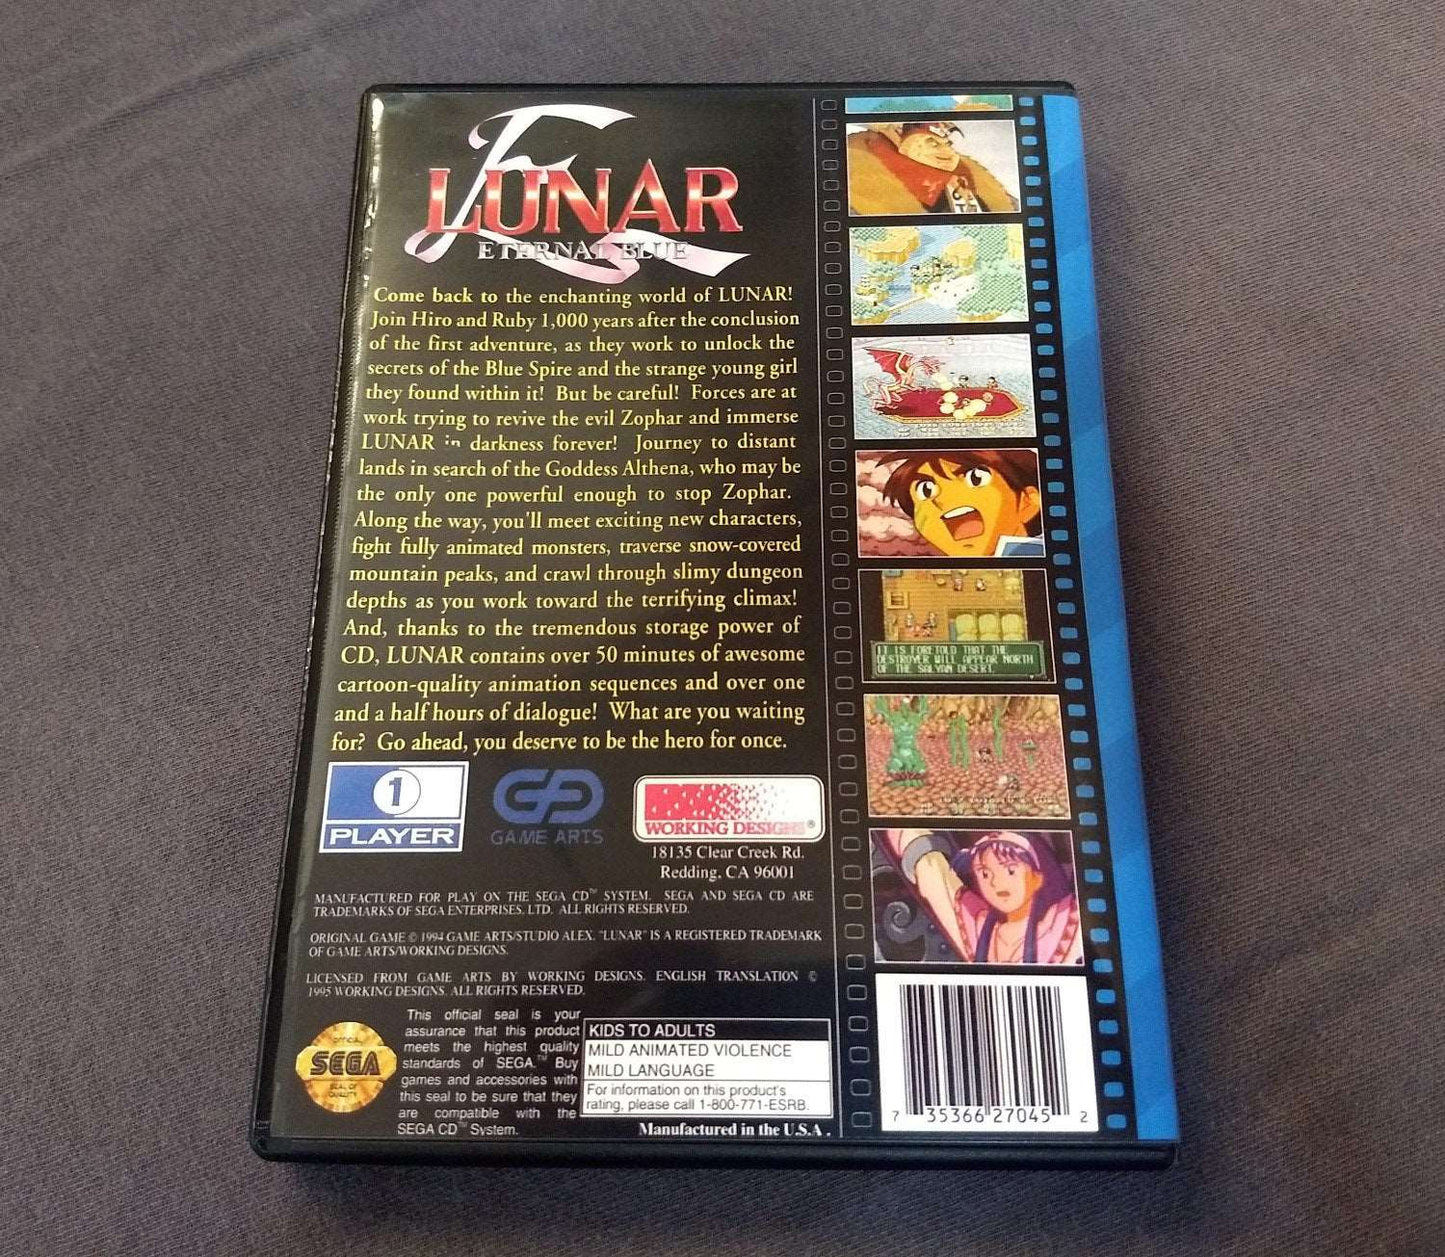 LUNAR
ETERNAL BLUE
Come back to the enchanting world of LUNAR!
Join Hiro and Ruby 1,000 years after the conclusion
of the first adventure, as they work to unlock the
secrets of the Blue Spire and the strange young girl
they found within it! But be careful! Forces are at
work trying to revive the evil Zophar and immerse
LUNAR in darkness forever! Journey to distant
lands in search of the Goddess Althena, who may be
the only one powerful enough to stop Zophar.
Along the way, you'll meet exciting new characters,
fight fully animated monsters, traverse snow-covered
mountain peaks, and crawl through slimy dungeon
depths as you work toward the terrifying climax!
And, thanks to the tremendous storage power of
CD, LUNAR contains over 50 minutes of awesome
cartoon-quality animation sequences and over one
and a half hours of dialogue! What are you waiting
for? Go ahead, you deserve to be the hero for once.
1
PLAYER
GAME ARTS
WORKING DESIGNS®
18135 Clear Creek Rd.
Redding, CA 96001
MANUFACTURED FOR PLAY ON THE SEGA CD™ SYSTEM. SEGA AND SEGA CD ARE
TRADEMARKS OF SEGA ENTERPRISES, LTD. ALL RIGHTS RESERVED.
ORIGINAL GAME © 1994 GAME ARTS/STUDIO ALEX. "LUNAR" IS A REGISTERED TRADEMARK
OF GAME ARTS/WORKING DESIGNS.
LICENSED FROM GAME ARTS BY WORKING DESIGNS. ENGLISH TRANSLATION ©
1995 WORKING DESIGNS. ALL RIGHTS RESERVED.
OFFICIAL
SEGA
SEAL OF
QUALITY
This official seal is your
assurance that this product
meets the highest quality
standards of SEGA.™ Buy
games and accessories with
this seal to be sure that they
are compatible with the
SEGA CD™ System.
KIDS TO ADULTS
MILD ANIMATED VIOLENCE
MILD LANGUAGE
For information on this product's
rating, please call 1-800-771-ESRB.
Manufactured in the U.S.A.
IT IS FORETOLD THAT THE
DESTROYER WILL APPEAR NORTH
OF THE SALYAN DESERT.
7 35366 27045 2